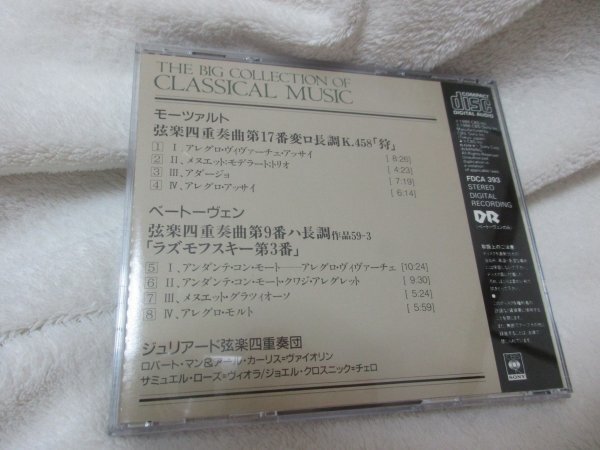 THE BIG COLLECTION OF
CLASSICAL MUSIC
モーツァルト
弦楽四重奏曲第17番変ロ長調K.458「狩」
1 I、アレグロ・ヴィヴァーチェ・アッサイ [8:26]
2 II、メヌエット:モデラート:トリオ [4:23]
3 III、アダージョ [7:19]
4 IV、アレグロ・アッサイ [6:14]
ベートーヴェン
弦楽四重奏曲第9番ハ長調作品59-3
「ラズモフスキー第3番」
5 I、アンダンテ・コン・モート――アレグロ・ヴィヴァーチェ [10:24]
6 II、アンダンテ・コン・モート・クワジ・アレグレット [9:30]
7 III、メヌエット・グラツィオーソ [5:24]
8 IV、アレグロ・モルト [5:59]
ジュリアード弦楽四重奏団
ロバート・マン&アール・カーリス=ヴァイオリン
サミュエル・ローズ=ヴィオラ/ジョエル・クロスニック=チェロ
COMPACT
disc
DIGITAL AUDIO
FDCA 393
STEREO
DIGITAL
RECORDING
DR
(ベートーヴェンのみ)
SONY